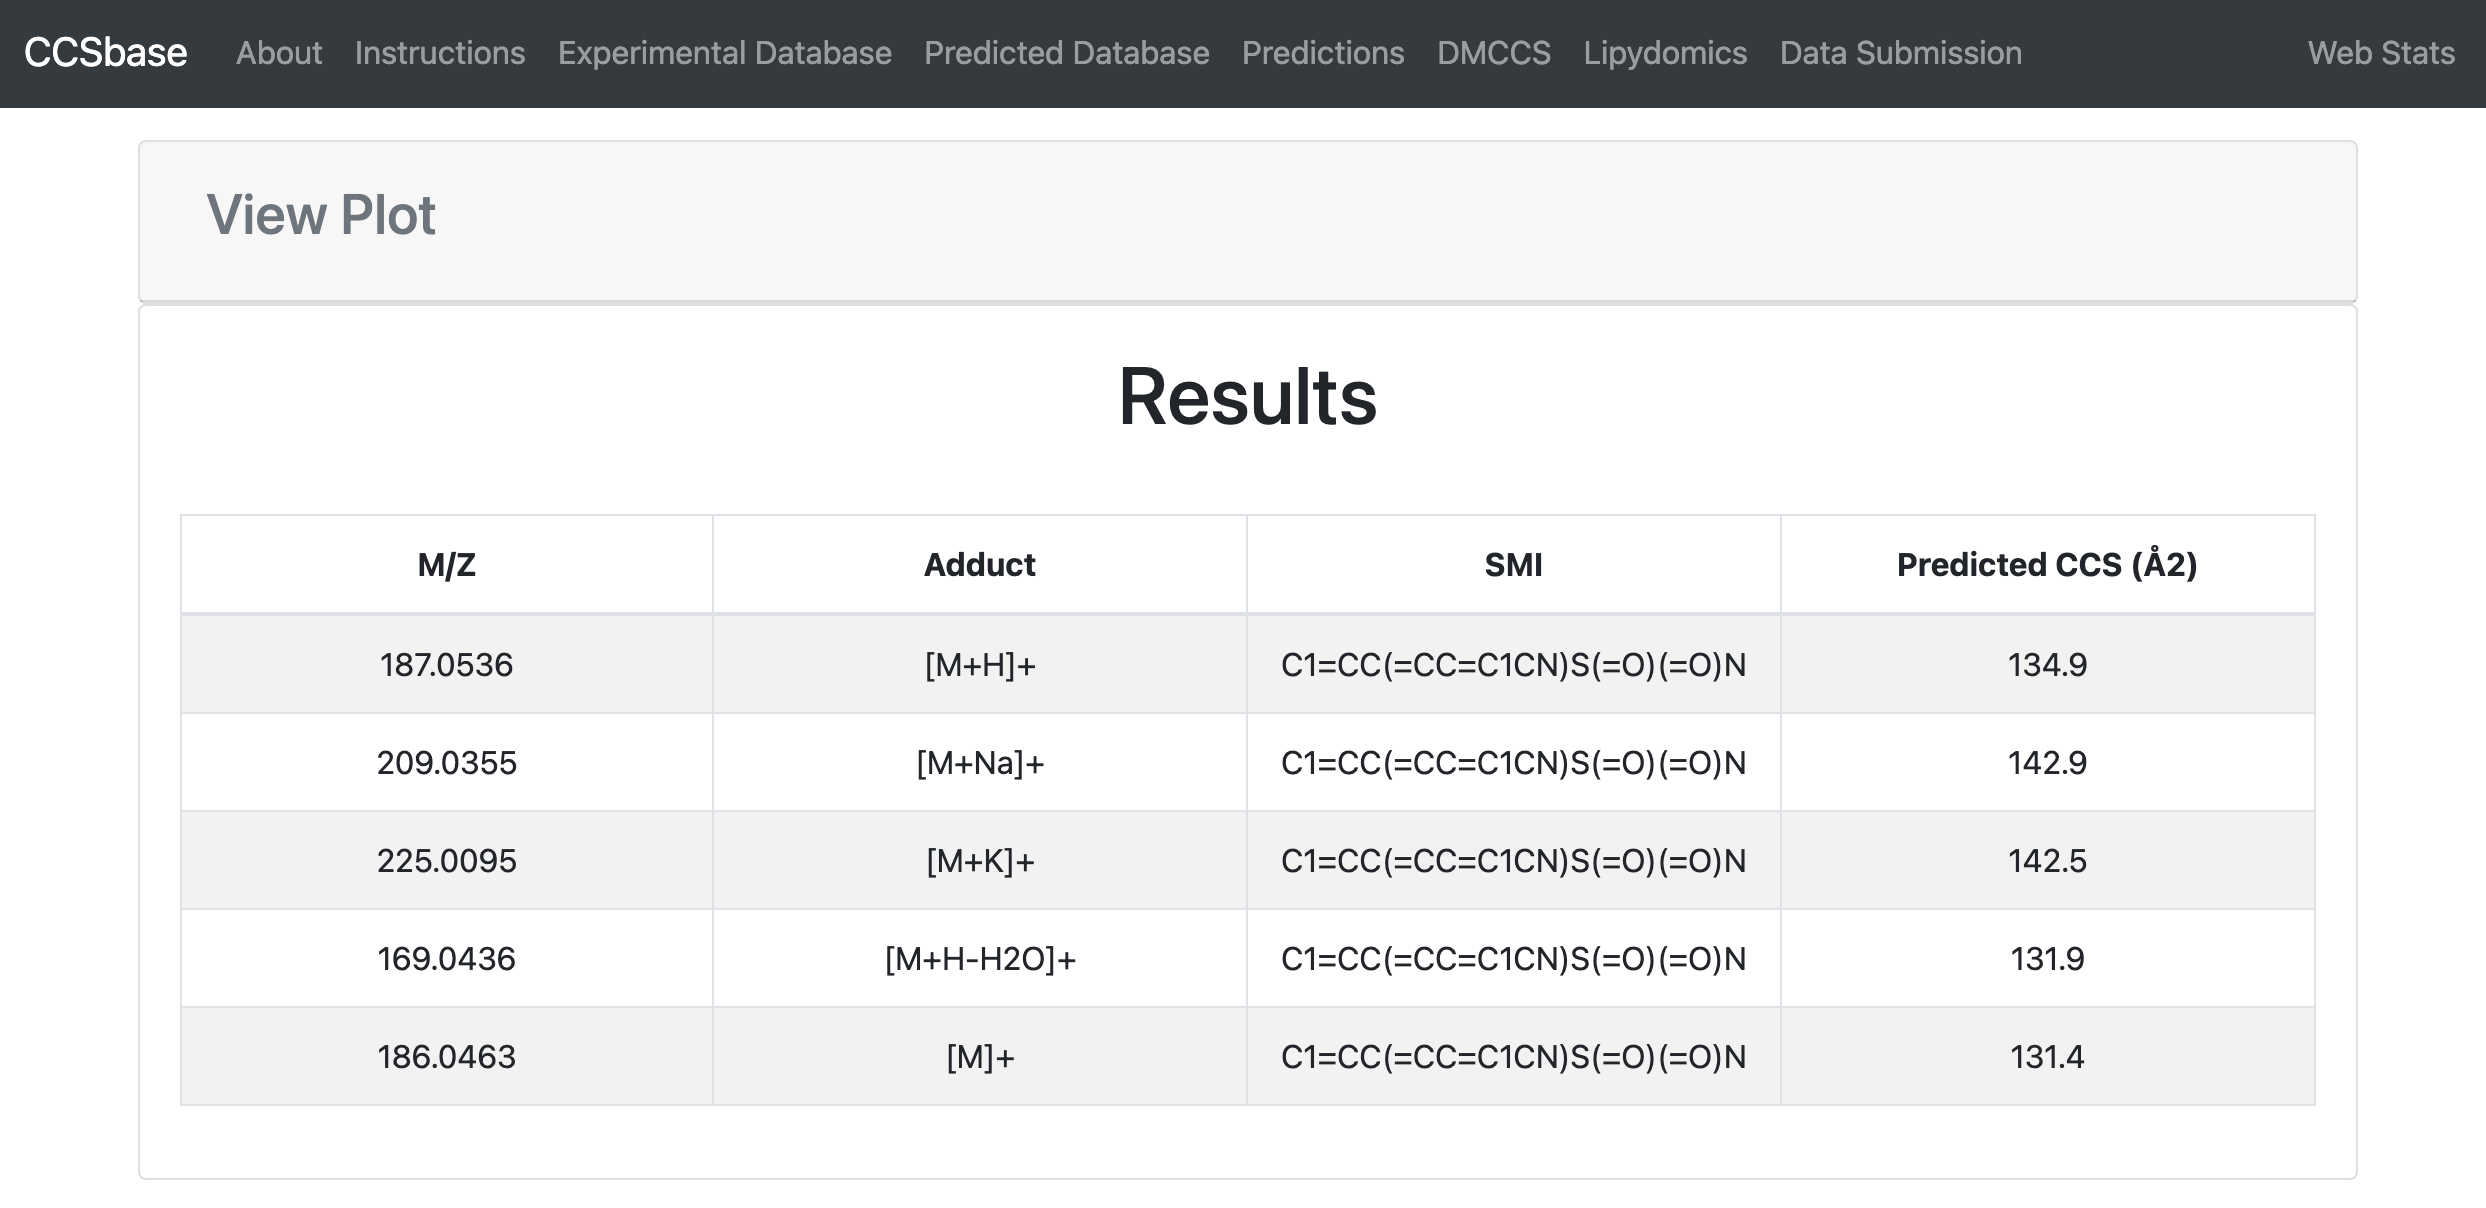 CCSbase About Instructions Experimental Database Predicted Database Predictions DMCCS Lipydomics Data Submission Web Stats
View Plot
Results
M/Z Adduct SMI Predicted CCS (Å2)
187.0536 [M+H]+ C1=CC(=CC=C1CN)S(=O)(=O)N 134.9
209.0355 [M+Na]+ C1=CC(=CC=C1CN)S(=O)(=O)N 142.9
225.0095 [M+K]+ C1=CC(=CC=C1CN)S(=O)(=O)N 142.5
169.0436 [M+H-H2O]+ C1=CC(=CC=C1CN)S(=O)(=O)N 131.9
186.0463 [M]+ C1=CC(=CC=C1CN)S(=O)(=O)N 131.4